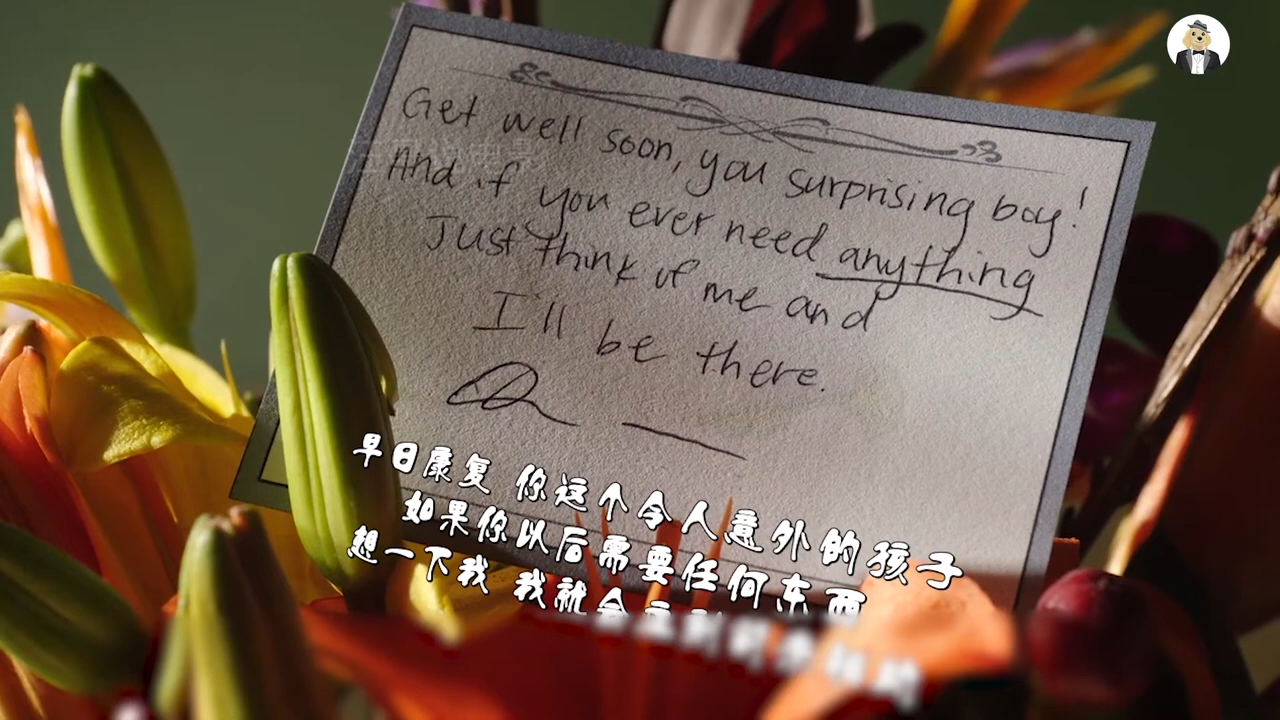 Get well soon, you surprising boy!
And if you ever need anything
Just think of me and
I'll be there.
早日康复 你这个令人意外的孩子
如果你以后需要任何东西
想一下我 我就会